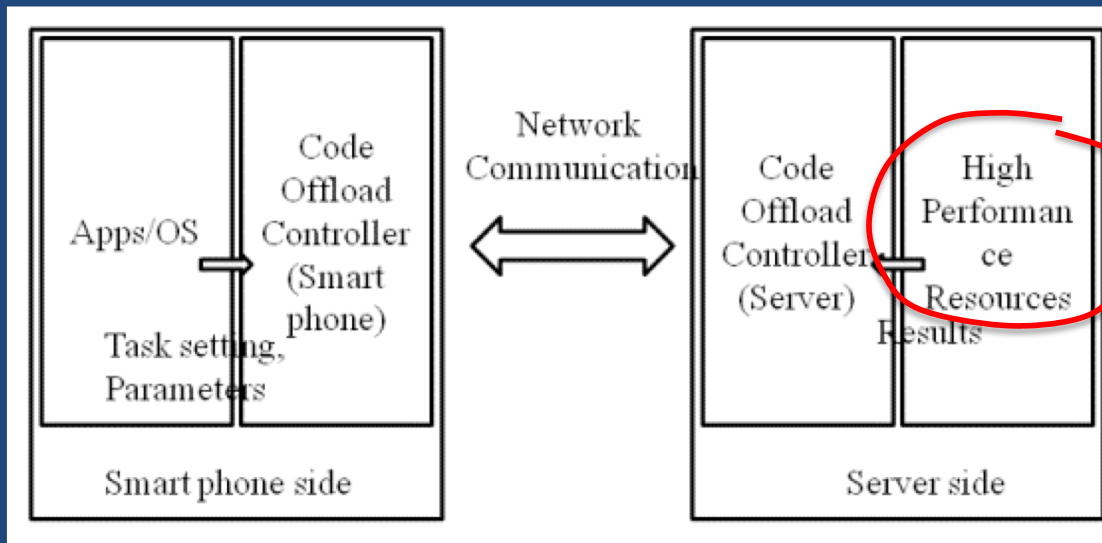 Apps/OS
Task setting,
Parameters
Code
Offload
Controller
(Smart
phone)
Smart phone side
Network
Communication
Code
Offload
Controller
(Server)
High
Performan
ce
Resources
Results
Server side